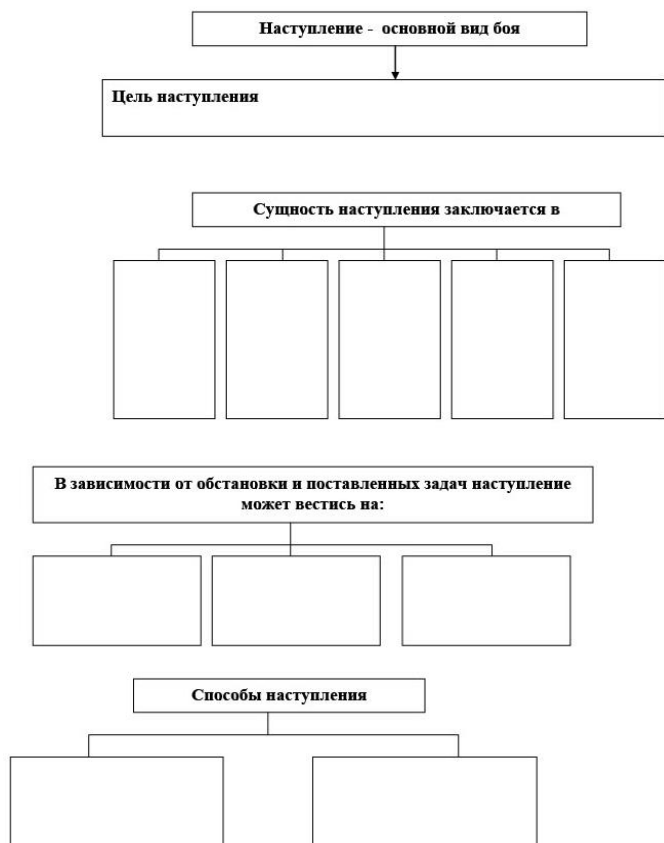 Наступление - основной вид боя
Цель наступления
Сущность наступления заключается в
В зависимости от обстановки и поставленных задач наступление
может вестись на:
Способы наступления